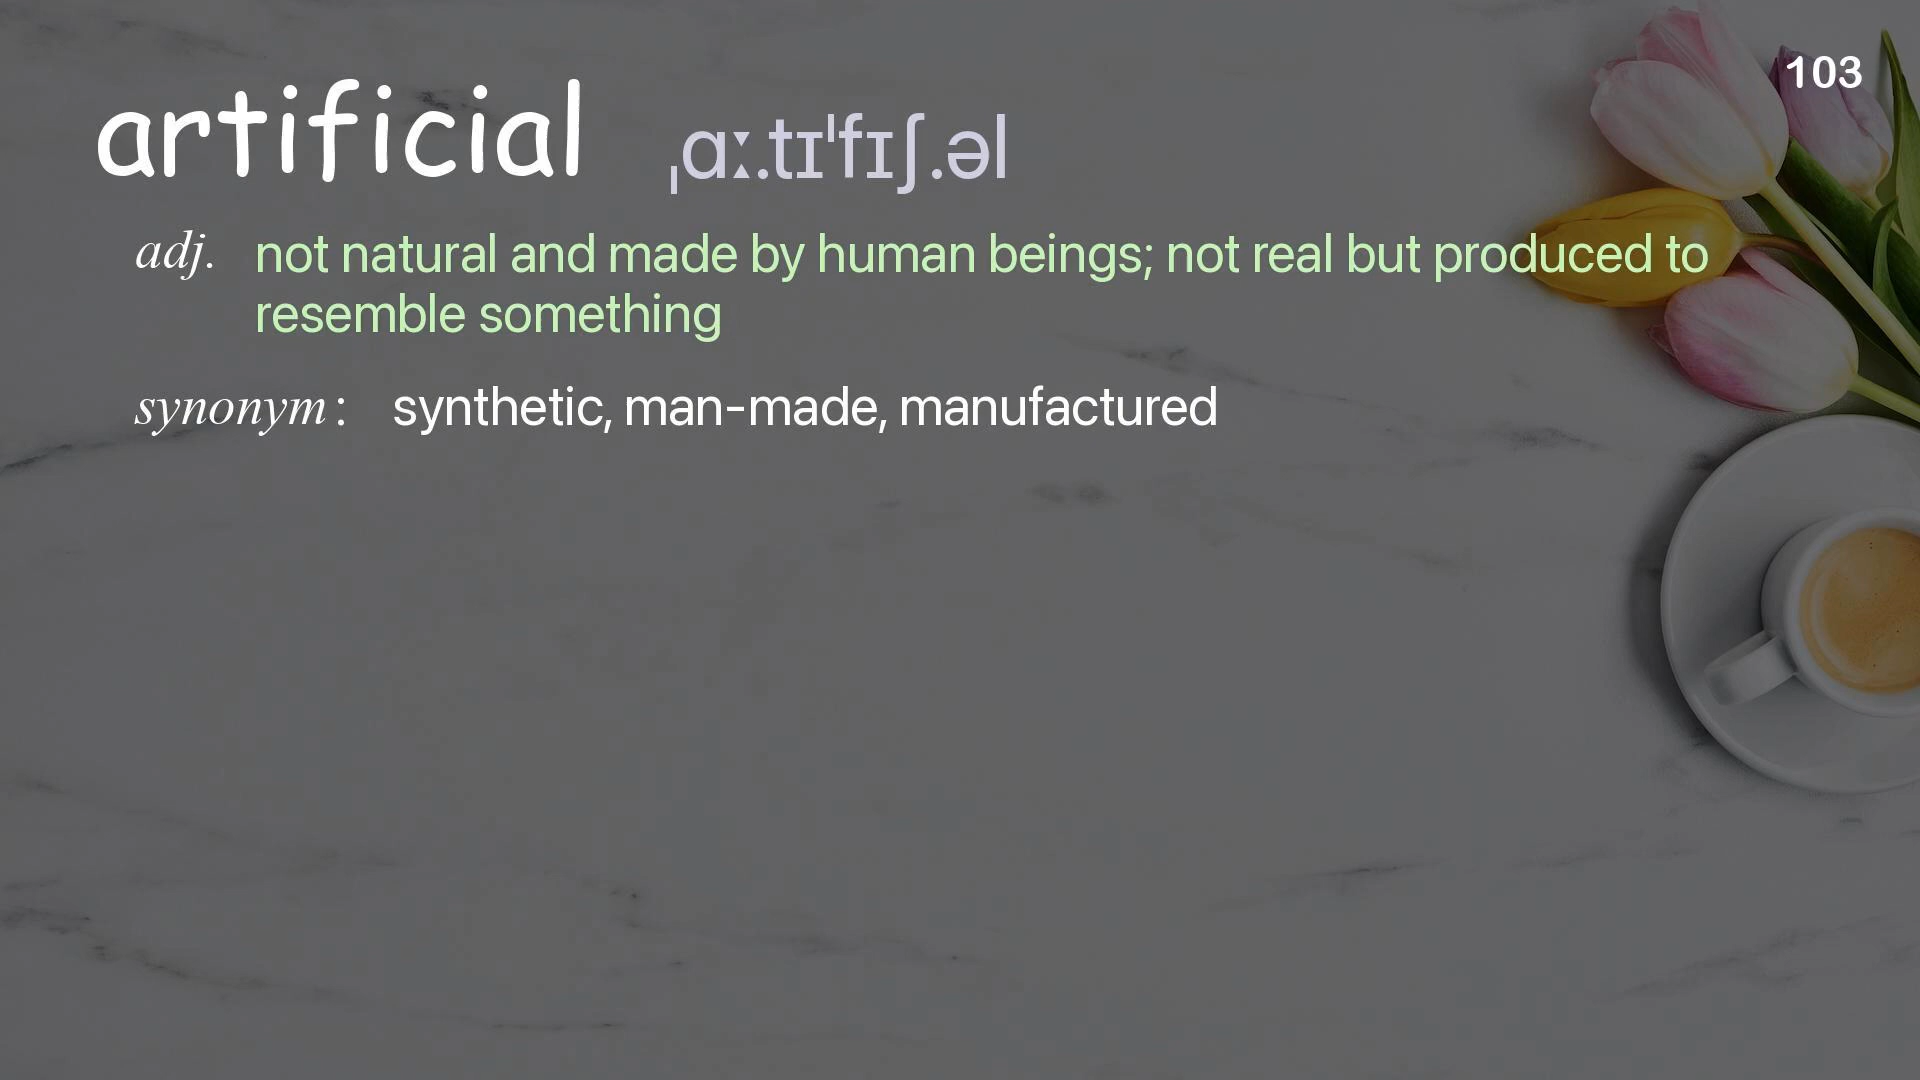 103
artificial ˌɑː.tɪˈfɪʃ.əl
adj. not natural and made by human beings; not real but produced to
resemble something
synonym: synthetic, man-made, manufactured